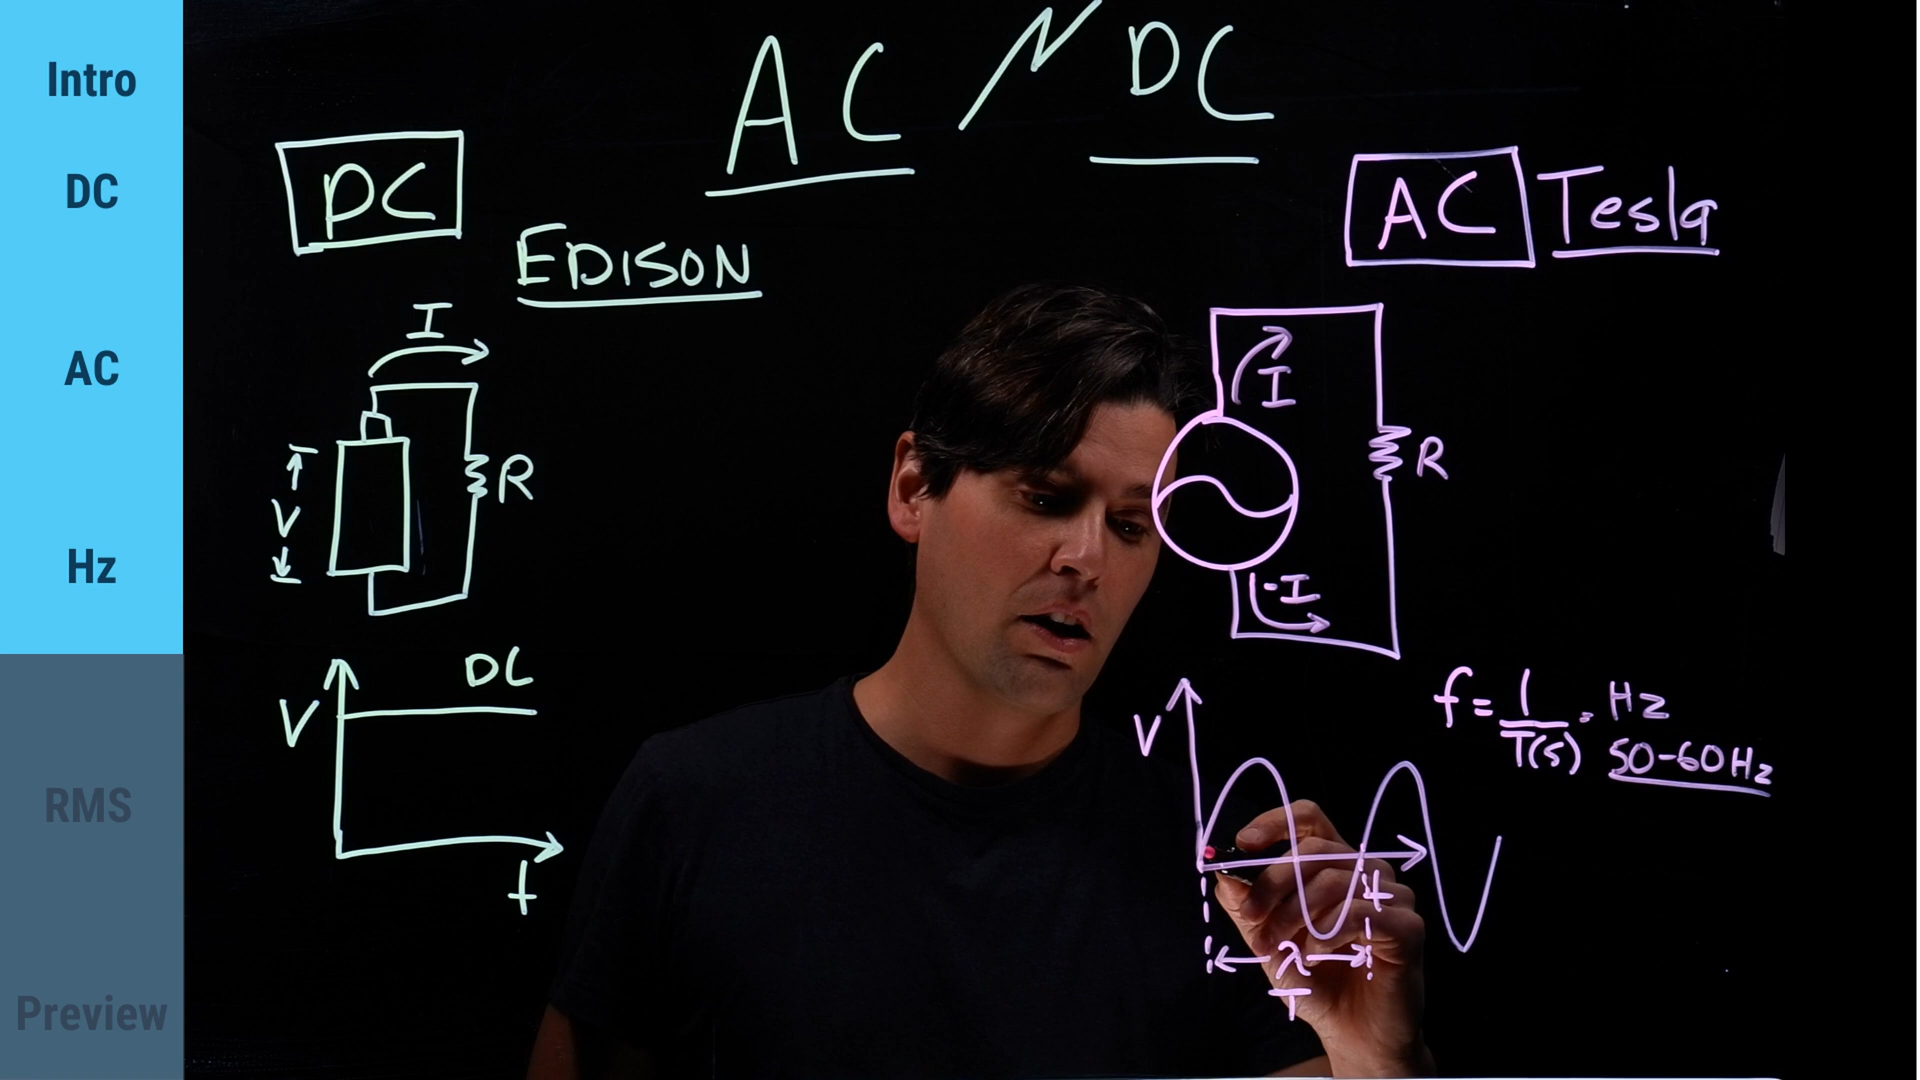 Intro
DC
AC
Hz
RMS
Preview
AC / DC
DC
EDISON
I
V
R
DC
V
t
AC Tesla
I
R
-I
V
f = 1/T(s) = Hz
50-60Hz
t
λ
T